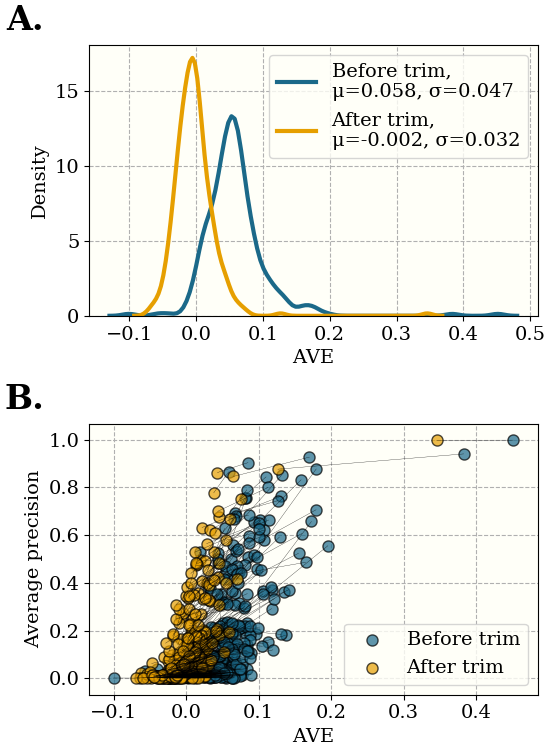 A.
Density
15
10
5
0
Before trim,
μ=0.058, σ=0.047
After trim,
μ=-0.002, σ=0.032
−0.1 0.0 0.1 0.2 0.3 0.4 0.5
AVE
B.
Average precision
1.0
0.8
0.6
0.4
0.2
0.0
Before trim
After trim
−0.1 0.0 0.1 0.2 0.3 0.4
AVE